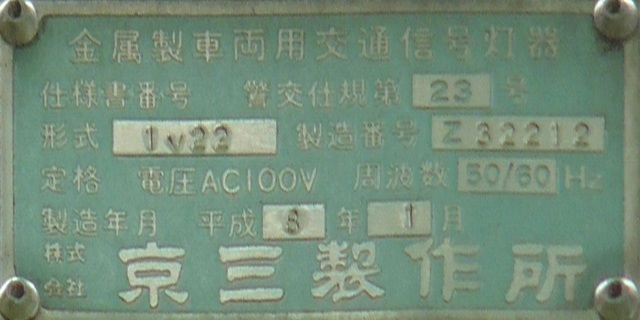 金属製車両用交通信号灯器
仕様書番号 警交仕規第 23 号
形式 1v22 製造番号 Z32212
定格 電圧AC100V 周波数 50/60 Hz
製造年月 平成 8 年 1 月
株式会社 京三製作所